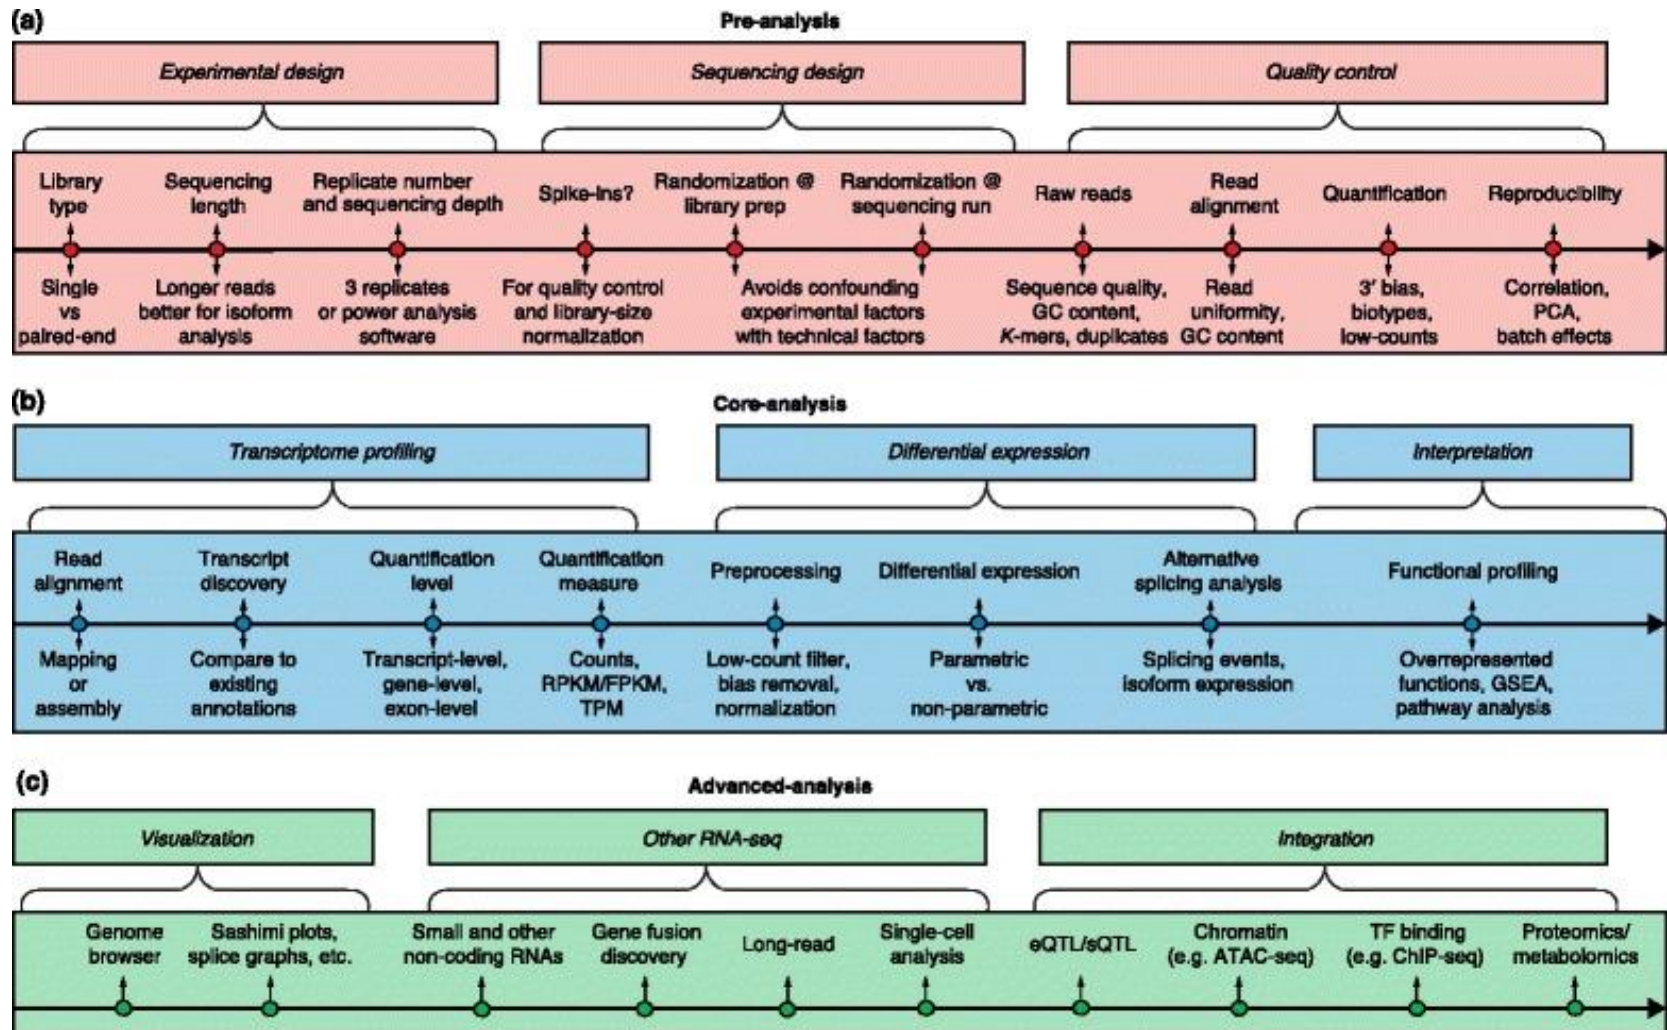 (a)
Pre-analysis
Experimental design
Sequencing design
Quality control
Library
type
Sequencing
length
Replicate number
and sequencing depth
Spike-ins?
Randomization @
library prep
Randomization @
sequencing run
Raw reads
Read
alignment
Quantification
Reproducibility
Single
vs
paired-end
Longer reads
better for isoform
analysis
3 replicates
or power analysis
software
For quality control
and library-size
normalization
Avoids confounding
experimental factors
with technical factors
Sequence quality,
GC content,
K-mers, duplicates
Read
uniformity,
GC content
3′ bias,
biotypes,
low-counts
Correlation,
PCA,
batch effects
(b)
Core-analysis
Transcriptome profiling
Differential expression
Interpretation
Read
alignment
Transcript
discovery
Quantification
level
Quantification
measure
Preprocessing
Differential expression
Alternative
splicing analysis
Functional profiling
Mapping
or
assembly
Compare to
existing
annotations
Transcript-level,
gene-level,
exon-level
Counts,
RPKM/FPKM,
TPM
Low-count filter,
bias removal,
normalization
Parametric
vs.
non-parametric
Splicing events,
isoform expression
Overrepresented
functions, GSEA,
pathway analysis
(c)
Advanced-analysis
Visualization
Other RNA-seq
Integration
Genome
browser
Sashimi plots,
splice graphs, etc.
Small and other
non-coding RNAs
Gene fusion
discovery
Long-read
Single-cell
analysis
eQTL/sQTL
Chromatin
(e.g. ATAC-seq)
TF binding
(e.g. ChIP-seq)
Proteomics/
metabolomics